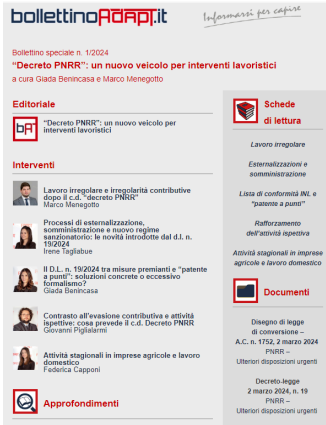 bollettinoADAPT.it
Informarsi per capire
Bollettino speciale n. 1/2024
“Decreto PNRR”: un nuovo veicolo per interventi lavoristici
a cura Giada Benincasa e Marco Menegotto
Editoriale
bAT
“Decreto PNRR”: un nuovo veicolo per
interventi lavoristici
Interventi
Lavoro irregolare e irregolarità contributive
dopo il c.d. “decreto PNRR”
Marco Menegotto
Processi di esternalizzazione,
somministrazione e nuovo regime
sanzionatorio: le novità introdotte dal d.l. n.
19/2024
Irene Tagliabue
Il D.L. n. 19/2024 tra misure premianti e “patente
a punti”: soluzioni concrete o eccessivo
formalismo?
Giada Benincasa
Contrasto all’evasione contributiva e attività
ispettive: cosa prevede il c.d. Decreto PNRR
Giovanni Pigliafarmi
Attività stagionali in imprese agricole e lavoro
domestico
Federica Capponi
Approfondimenti
Schede
di lettura
Lavoro irregolare
Esternalizzazioni e
somministrazione
Lista di conformità INL e
“patente a punti”
Rafforzamento
dell’attività ispettiva
Attività stagionali in imprese
agricole e lavoro domestico
Documenti
Disegno di legge
di conversione –
A.C. n. 1752, 2 marzo 2024
PNRR –
Ulteriori disposizioni urgenti
Decreto-legge
2 marzo 2024, n. 19
PNRR –
Ulteriori disposizioni urgenti